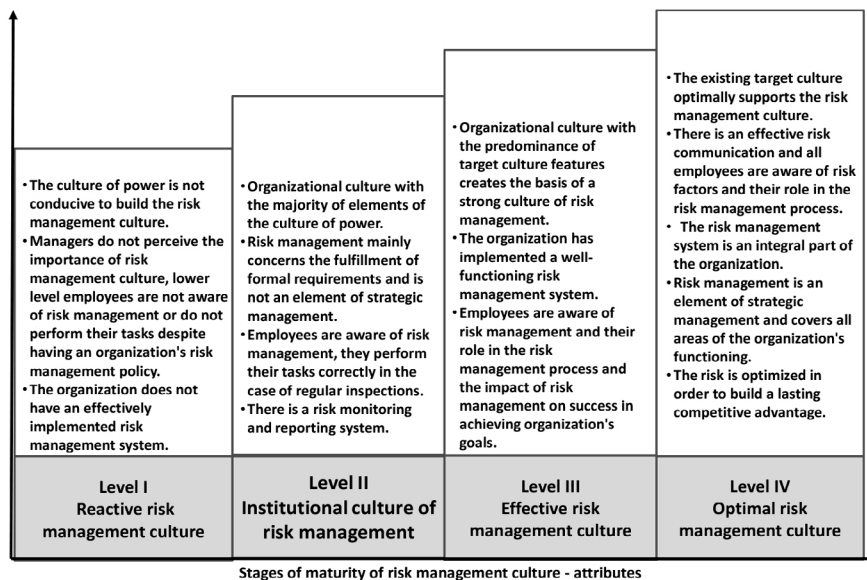 • The culture of power is not
conducive to build the risk
management culture.
• Managers do not perceive the
importance of risk
management culture, lower
level employees are not aware
of risk management or do not
perform their tasks despite
having an organization's risk
management policy.
• The organization does not
have an effectively
implemented risk
management system.
Level I
Reactive risk
management culture
• Organizational culture with
the majority of elements
of the culture of power.
• Risk management mainly
concerns the fulfillment of
formal requirements and is
not an element of strategic
management.
• Employees are aware of risk
management, they perform
their tasks correctly in the
case of regular inspections.
• There is a risk monitoring
and reporting system.
Level II
Institutional culture of
risk management
• Organizational culture with
the predominance of
target culture features
creates the basis of a
strong culture of risk
management.
• The organization has
implemented a well-
functioning risk
management system.
• Employees are aware of
risk management and their
role in the risk
management process and
the impact of risk
management on success in
achieving organization's
goals.
Level III
Effective risk
management culture
• The existing target culture
optimally supports the risk
management culture.
• There is an effective risk
communication and all
employees are aware of risk
factors and their role in the
risk management process.
• The risk management
system is an integral part of
the organization.
• Risk management is an
element of strategic
management and covers all
areas of the organization's
functioning.
• The risk is optimized in
order to build a lasting
competitive advantage.
Level IV
Optimal risk
management culture
Stages of maturity of risk management culture - attributes